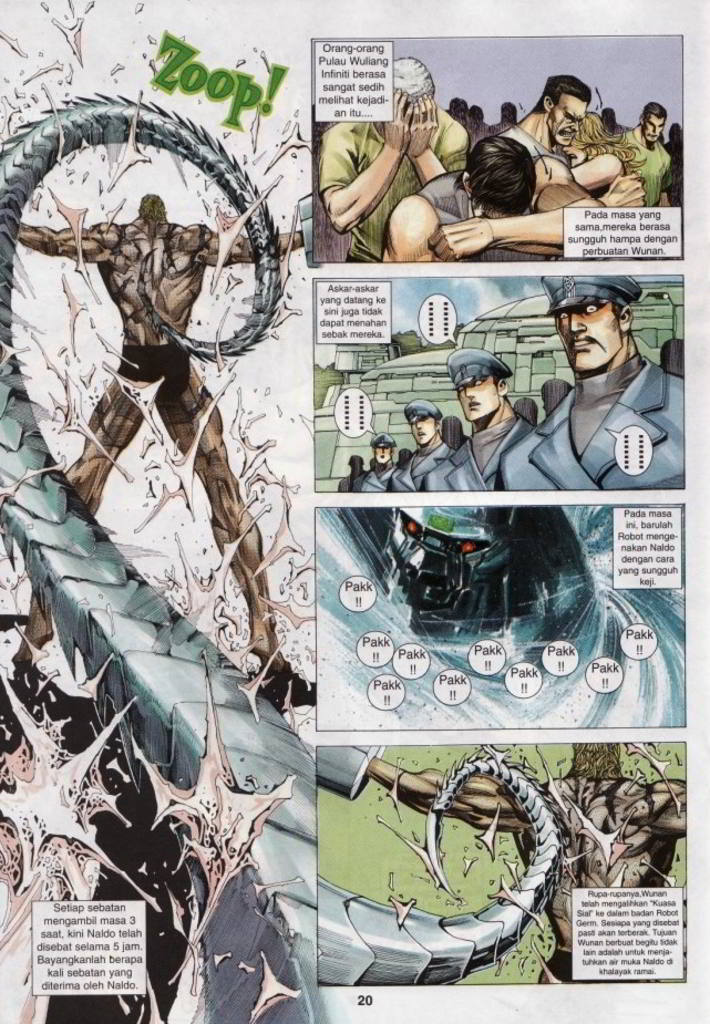 Zoop!
Orang-orang
Pulau Wuliang
Infiniti berasa
sangat sedih
melihat kejadi-
an itu....
Pada masa yang
sama,mereka berasa
sungguh hampa dengan
perbuatan Wunan.
Askar-askar
yang datang ke
sini juga tidak
dapat menahan
sebak mereka.
Pada masa
ini, barulah
Robot menge-
nakan Naldo
dengan cara
yang sungguh
keji.
Pakk
!!
Pakk
!!
Pakk
!!
Pakk
!!
Pakk
!!
Pakk
!!
Pakk
!!
Pakk
!!
Pakk
!!
Pakk
!!
Setiap sebatan
mengambil masa 3
saat, kini Naldo telah
disebat selama 5 jam.
Bayangkanlah berapa
kali sebatan yang
diterima oleh Naldo.
Rupa-rupanya,Wunan
telah mengalihkan "Kuasa
Sial" ke dalam badan Robot
Germ. Sesiapa yang disebat
pasti akan terberak. Tujuan
Wunan berbuat begitu tidak
lain adalah untuk menja-
tuhkan air muka Naldo di
khalayak ramai.
20